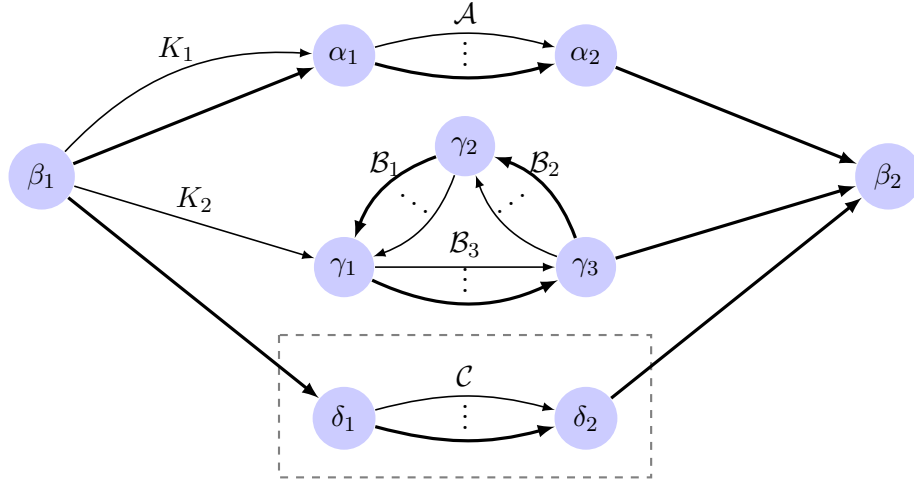 𝒜
K₁
α₁
α₂
γ₂
ℬ₁
ℬ₂
β₁
β₂
K₂
ℬ₃
γ₁
γ₃
𝒞
δ₁
δ₂